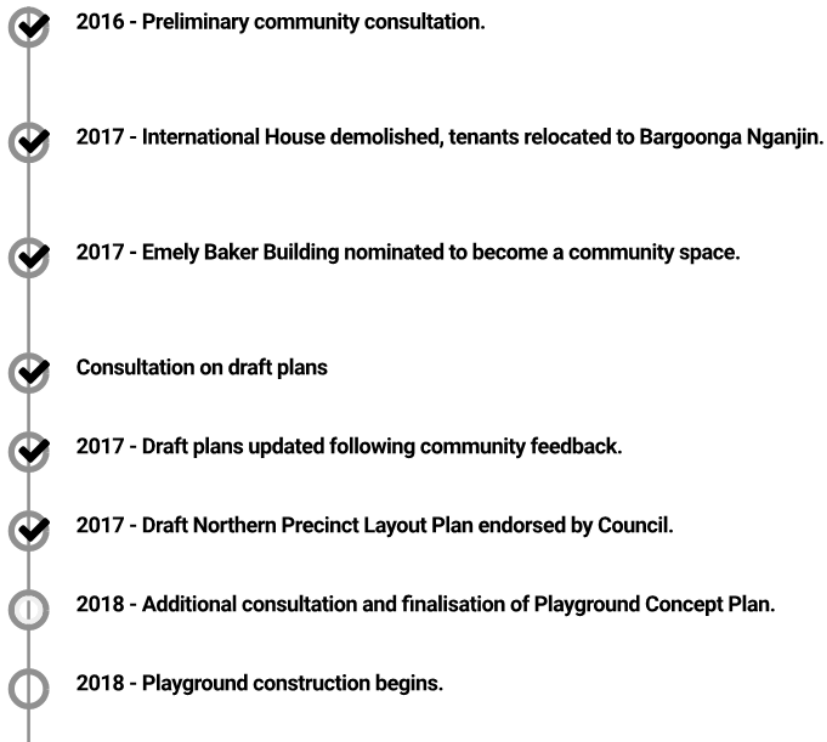 2016 - Preliminary community consultation.
2017 - International House demolished, tenants relocated to Bargoonga Nganjin.
2017 - Emely Baker Building nominated to become a community space.
Consultation on draft plans
2017 - Draft plans updated following community feedback.
2017 - Draft Northern Precinct Layout Plan endorsed by Council.
2018 - Additional consultation and finalisation of Playground Concept Plan.
2018 - Playground construction begins.